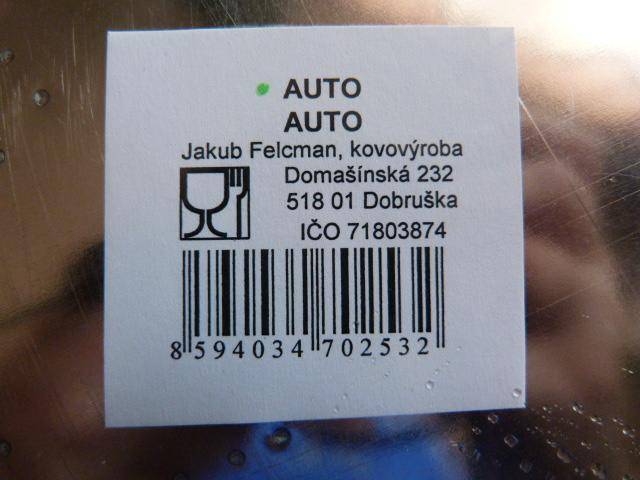 AUTO
AUTO
Jakub Felcman, kovovýroba
Domašínská 232
518 01 Dobruška
IČO 71803874
8 594034 702532